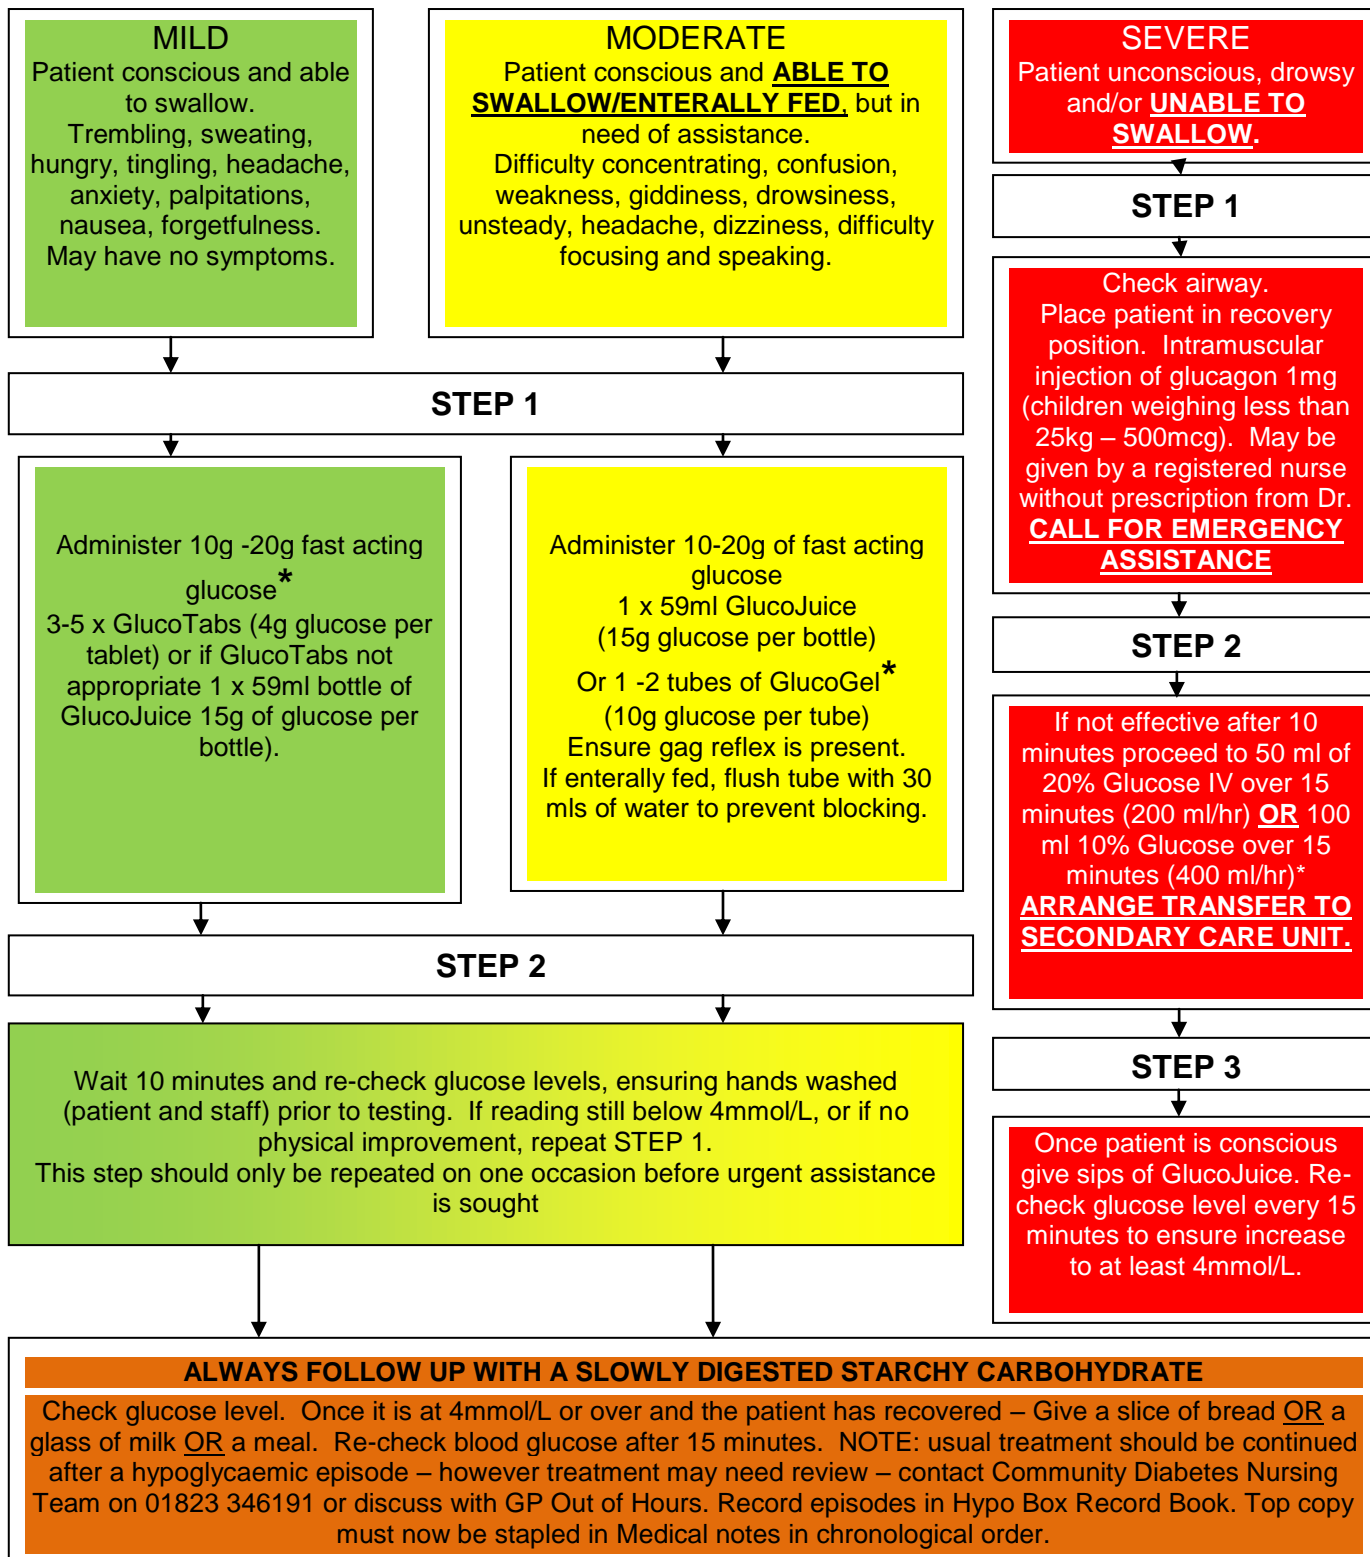 MILD
Patient conscious and able
to swallow.
Trembling, sweating,
hungry, tingling, headache,
anxiety, palpitations,
nausea, forgetfulness.
May have no symptoms.
MODERATE
Patient conscious and ABLE TO
SWALLOW/ENTERALLY FED, but in
need of assistance.
Difficulty concentrating, confusion,
weakness, giddiness, drowsiness,
unsteady, headache, dizziness, difficulty
focusing and speaking.
STEP 1
Administer 10g -20g fast acting
glucose*
3-5 x GlucoTabs (4g glucose per
tablet) or if GlucoTabs not
appropriate 1 x 59ml bottle of
GlucoJuice 15g of glucose per
bottle).
Administer 10-20g of fast acting
glucose
1 x 59ml GlucoJuice
(15g glucose per bottle)
Or 1 -2 tubes of GlucoGel*
(10g glucose per tube)
Ensure gag reflex is present.
If enterally fed, flush tube with 30
mls of water to prevent blocking.
STEP 2
Wait 10 minutes and re-check glucose levels, ensuring hands washed
(patient and staff) prior to testing.  If reading still below 4mmol/L, or if no
physical improvement, repeat STEP 1.
This step should only be repeated on one occasion before urgent assistance
is sought
SEVERE
Patient unconscious, drowsy
and/or UNABLE TO
SWALLOW.
STEP 1
Check airway.
Place patient in recovery
position.  Intramuscular
injection of glucagon 1mg
(children weighing less than
25kg – 500mcg).  May be
given by a registered nurse
without prescription from Dr.
CALL FOR EMERGENCY
ASSISTANCE
STEP 2
If not effective after 10
minutes proceed to 50 ml of
20% Glucose IV over 15
minutes (200 ml/hr) OR 100
ml 10% Glucose over 15
minutes (400 ml/hr)*
ARRANGE TRANSFER TO
SECONDARY CARE UNIT.
STEP 3
Once patient is conscious
give sips of GlucoJuice. Re-
check glucose level every 15
minutes to ensure increase
to at least 4mmol/L.
ALWAYS FOLLOW UP WITH A SLOWLY DIGESTED STARCHY CARBOHYDRATE
Check glucose level.  Once it is at 4mmol/L or over and the patient has recovered – Give a slice of bread OR a
glass of milk OR a meal.  Re-check blood glucose after 15 minutes.  NOTE: usual treatment should be continued
after a hypoglycaemic episode – however treatment may need review – contact Community Diabetes Nursing
Team on 01823 346191 or discuss with GP Out of Hours. Record episodes in Hypo Box Record Book. Top copy
must now be stapled in Medical notes in chronological order.